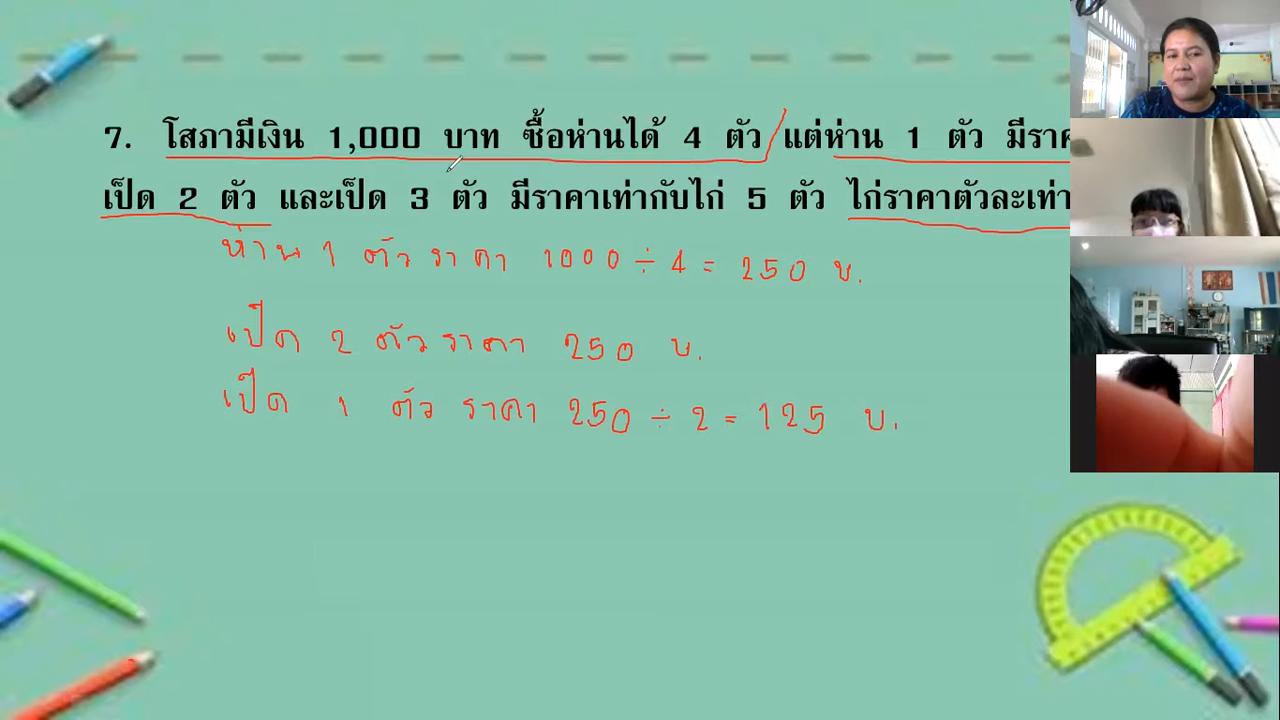 7. โสภามีเงิน 1,000 บาท ซื้อห่านได้ 4 ตัว แต่ห่าน 1 ตัว
เป็ด 2 ตัว และเป็ด 3 ตัว มีราคาเท่ากับไก่ 5 ตัว ไก่ราคาตัวละเท่า
ห่าน 1 ตัว ราคา 1000 ÷ 4 = 250 บ.
เป็ด 2 ตัว ราคา 250 บ.
เป็ด 1 ตัว ราคา 250 ÷ 2 = 125 บ.